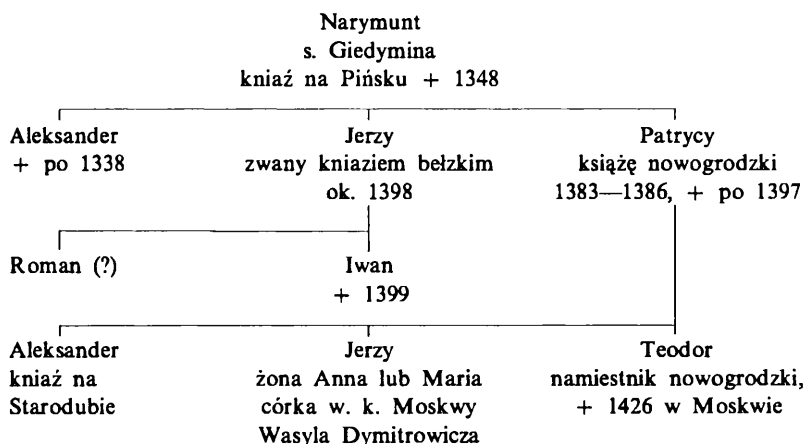 Narymunt
s. Giedymina
kniaź na Pińsku + 1348
Aleksander
+ po 1338
Jerzy
zwany kniaziem bełzkim
ok. 1398
Patrycy
książę nowogrodzki
1383—1386, + po 1397
Roman (?)
Iwan
+ 1399
Aleksander
kniaź na
Starodubie
Jerzy
żona Anna lub Maria
córka w. k. Moskwy
Wasyla Dymitrowicza
Teodor
namiestnik nowogrodzki,
+ 1426 w Moskwie